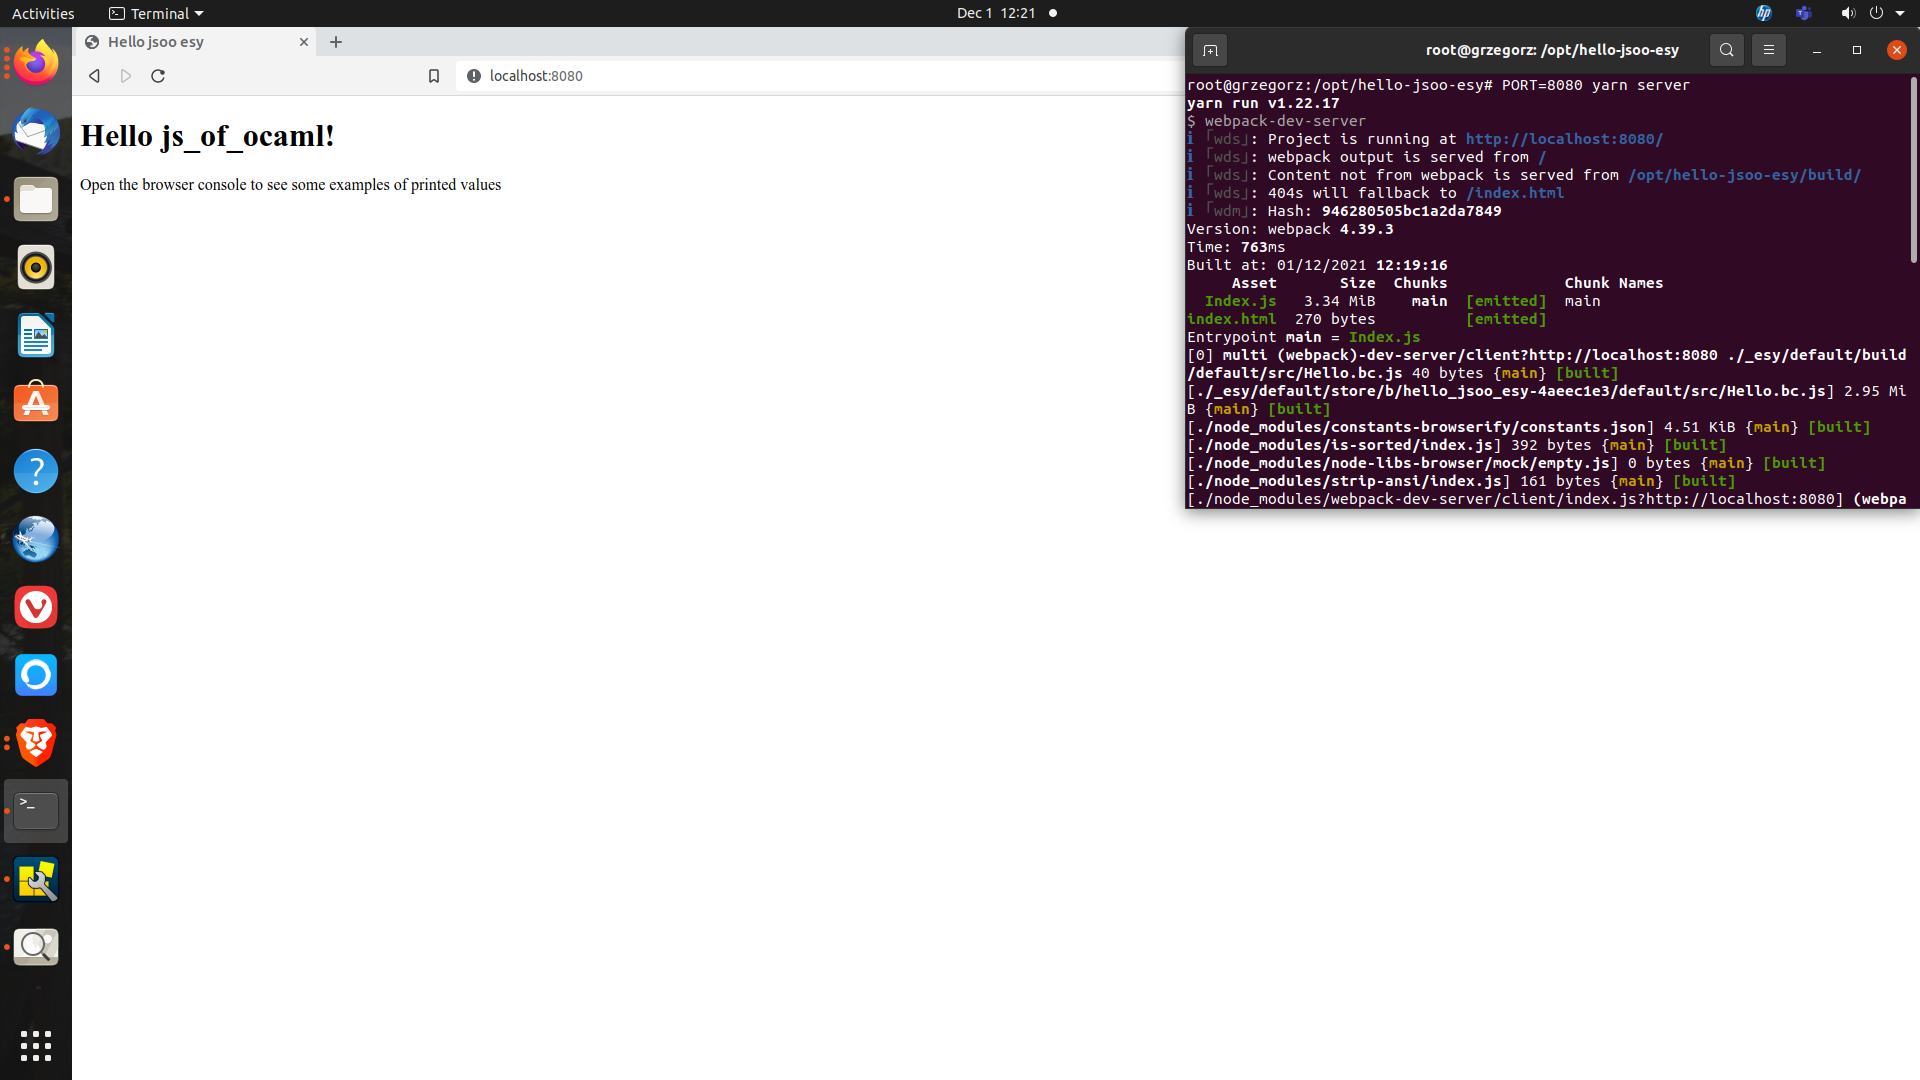 Activities
Terminal
Dec 1 12:21
hp
Hello jsoo esy
localhost:8080
Hello js_of_ocaml!
Open the browser console to see some examples of printed values
root@grzegorz: /opt/hello-jsoo-esy
root@grzegorz:/opt/hello-jsoo-esy# PORT=8080 yarn server
yarn run v1.22.17
$ webpack-dev-server
ℹ ｢wds｣: Project is running at http://localhost:8080/
ℹ ｢wds｣: webpack output is served from /
ℹ ｢wds｣: Content not from webpack is served from /opt/hello-jsoo-esy/build/
ℹ ｢wds｣: 404s will fallback to /index.html
ℹ ｢wdm｣: Hash: 946280505bc1a2da7849
Version: webpack 4.39.3
Time: 763ms
Built at: 01/12/2021 12:19:16
Asset Size Chunks Chunk Names
Index.js 3.34 MiB main [emitted] main
index.html 270 bytes [emitted]
Entrypoint main = Index.js
[0] multi (webpack)-dev-server/client?http://localhost:8080 ./_esy/default/build
/default/src/Hello.bc.js 40 bytes {main} [built]
[./_esy/default/store/b/hello_jsoo_esy-4aeec1e3/default/src/Hello.bc.js] 2.95 Mi
B {main} [built]
[./node_modules/constants-browserify/constants.json] 4.51 KiB {main} [built]
[./node_modules/is-sorted/index.js] 392 bytes {main} [built]
[./node_modules/node-libs-browser/mock/empty.js] 0 bytes {main} [built]
[./node_modules/strip-ansi/index.js] 161 bytes {main} [built]
[./node_modules/webpack-dev-server/client/index.js?http://localhost:8080] (webpa